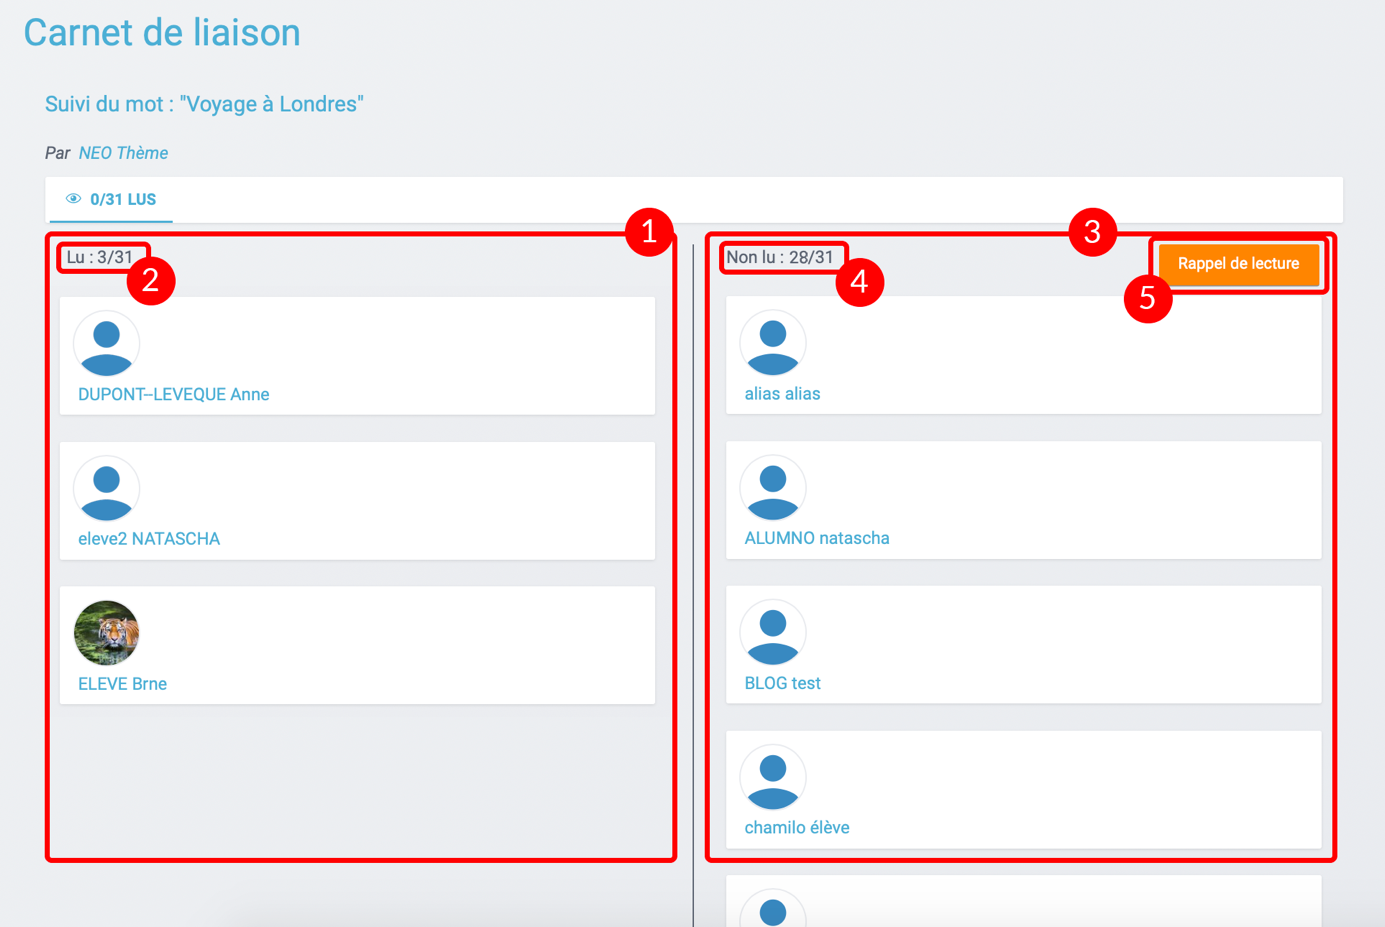 Carnet de liaison
Suivi du mot : "Voyage à Londres"
Par NEO Thème
0/31 LUS
1
Lu : 3/31
2
DUPONT--LEVEQUE Anne
eleve2 NATASCHA
ELEVE Brne
3
Non lu : 28/31
4
Rappel de lecture
5
alias alias
ALUMNO natascha
BLOG test
chamilo élève